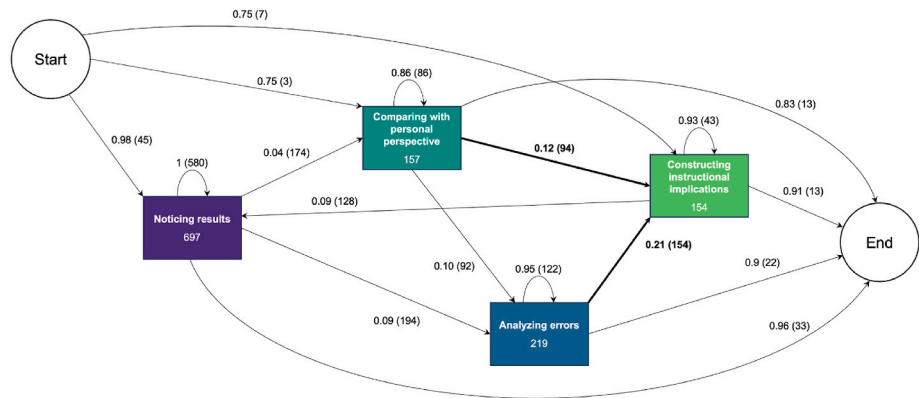 0.75 (7)
Start
0.75 (3)
0.86 (86)
Comparing with
personal
perspective
157
0.83 (13)
0.98 (45)
0.04 (174)
1 (580)
0.12 (94)
0.93 (43)
Constructing
instructional
implications
154
0.91 (13)
Noticing results
697
0.09 (128)
0.21 (154)
End
0.10 (92)
0.95 (122)
0.9 (22)
0.09 (194)
Analyzing errors
219
0.96 (33)